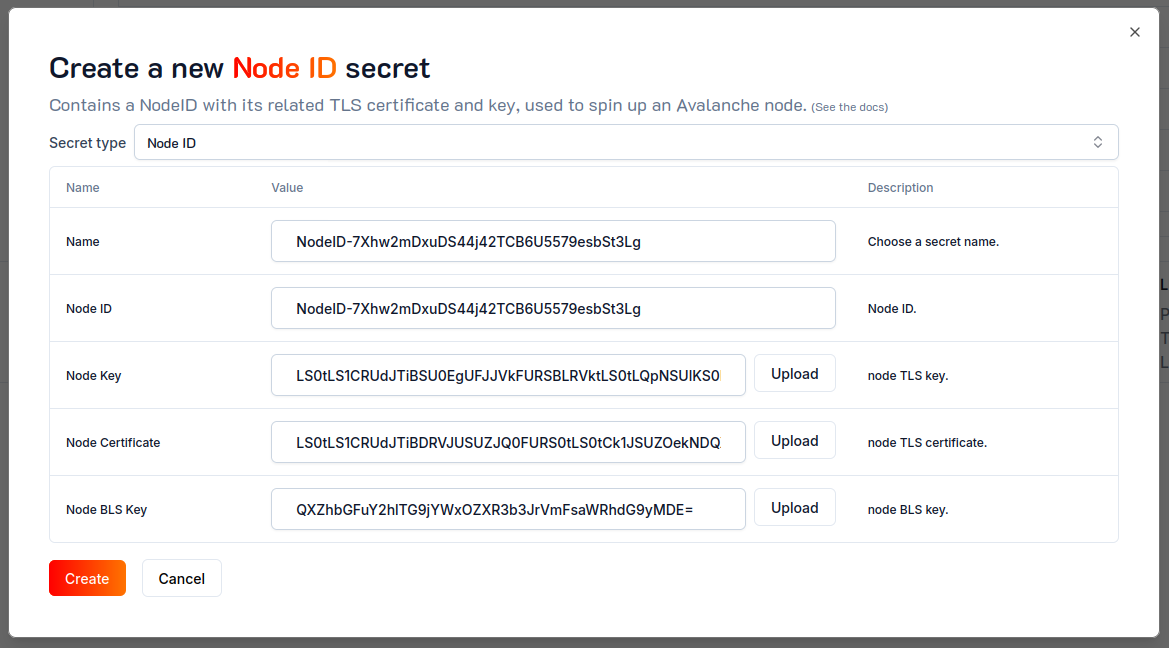 Create a new Node ID secret
Contains a NodeID with its related TLS certificate and key, used to spin up an Avalanche node. (See the docs)
Secret type Node ID
Name Value Description
Name NodeID-7Xhw2mDxuDS44j42TCB6U5579esbSt3Lg Choose a secret name.
Node ID NodeID-7Xhw2mDxuDS44j42TCB6U5579esbSt3Lg Node ID.
Node Key LS0tLS1CRUdJTiBSU0EgUFJJVkFURSBLRVktLS0tLQpNSUlKS0 Upload node TLS key.
Node Certificate LS0tLS1CRUdJTiBDRVJUSUZJQ0FURS0tLS0tCk1JSUZOekNDQ Upload node TLS certificate.
Node BLS Key QXZhbGFuY2hlTG9jYWxOZXR3b3JrVmFsaWRhdG9yMDE= Upload node BLS key.
Create Cancel
L
P
T
L